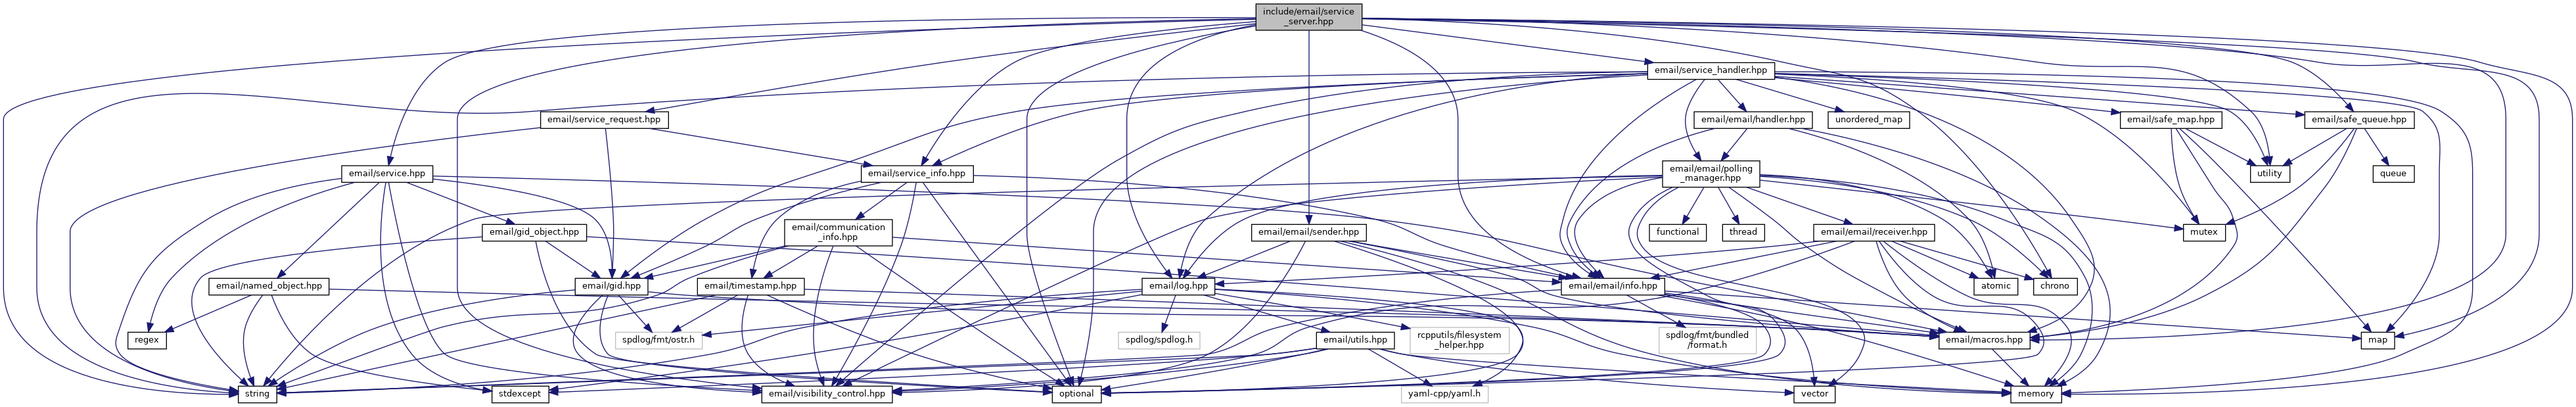 include/email/service
_server.hpp
email/service_handler.hpp
email/service_request.hpp
email/email/handler.hpp
unordered_map
email/safe_map.hpp
email/safe_queue.hpp
email/service.hpp
email/service_info.hpp
email/email/polling
_manager.hpp
utility
queue
email/gid_object.hpp
email/communication
_info.hpp
email/email/sender.hpp
functional
thread
email/email/receiver.hpp
mutex
email/named_object.hpp
email/gid.hpp
email/timestamp.hpp
email/log.hpp
email/email/info.hpp
atomic
chrono
regex
spdlog/fmt/ostr.h
spdlog/spdlog.h
email/utils.hpp
rcpputils/filesystem
_helper.hpp
spdlog/fmt/bundled
/format.h
email/macros.hpp
map
string
stdexcept
email/visibility_control.hpp
optional
yaml-cpp/yaml.h
vector
memory